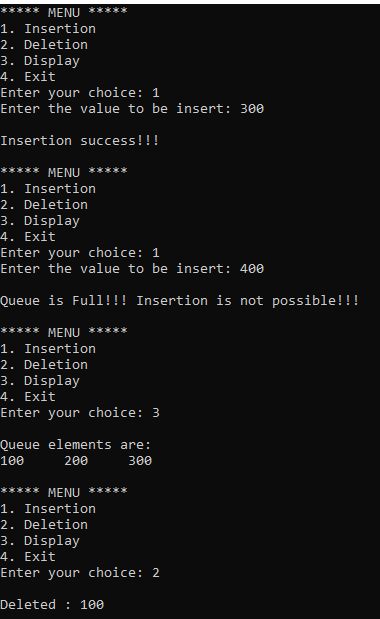 ***** MENU *****
1. Insertion
2. Deletion
3. Display
4. Exit
Enter your choice: 1
Enter the value to be insert: 300
Insertion success!!!
***** MENU *****
1. Insertion
2. Deletion
3. Display
4. Exit
Enter your choice: 1
Enter the value to be insert: 400
Queue is Full!!! Insertion is not possible!!!
***** MENU *****
1. Insertion
2. Deletion
3. Display
4. Exit
Enter your choice: 3
Queue elements are:
100     200     300
***** MENU *****
1. Insertion
2. Deletion
3. Display
4. Exit
Enter your choice: 2
Deleted : 100